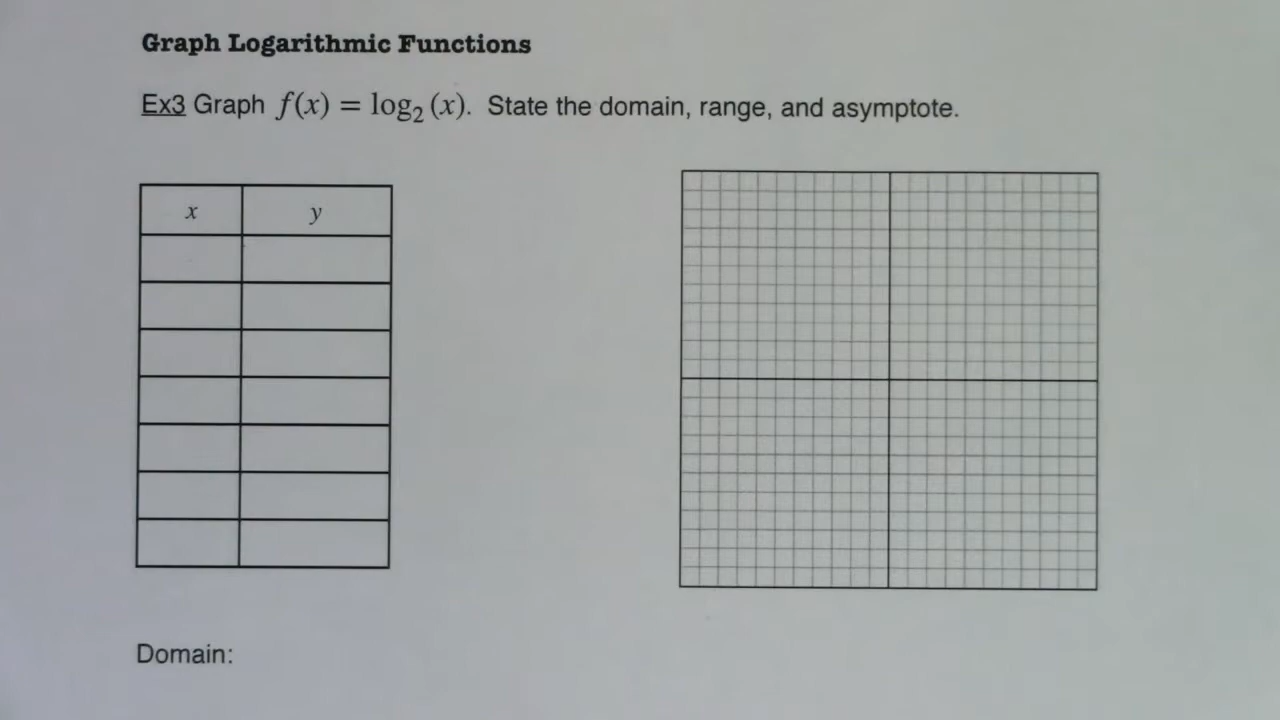 Graph Logarithmic Functions
Ex3 Graph f(x) = log₂ (x). State the domain, range, and asymptote.
x y
Domain: